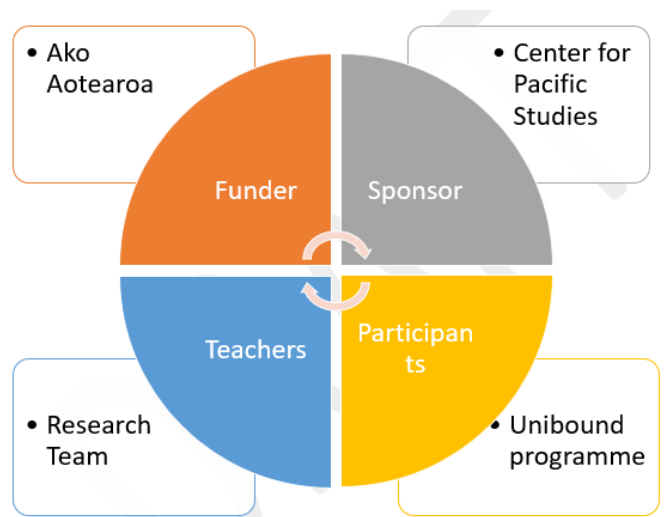 • Ako
Aotearoa
• Center for
Pacific
Studies
Funder
Sponsor
Teachers
Participan
ts
• Research
Team
• Unibound
programme